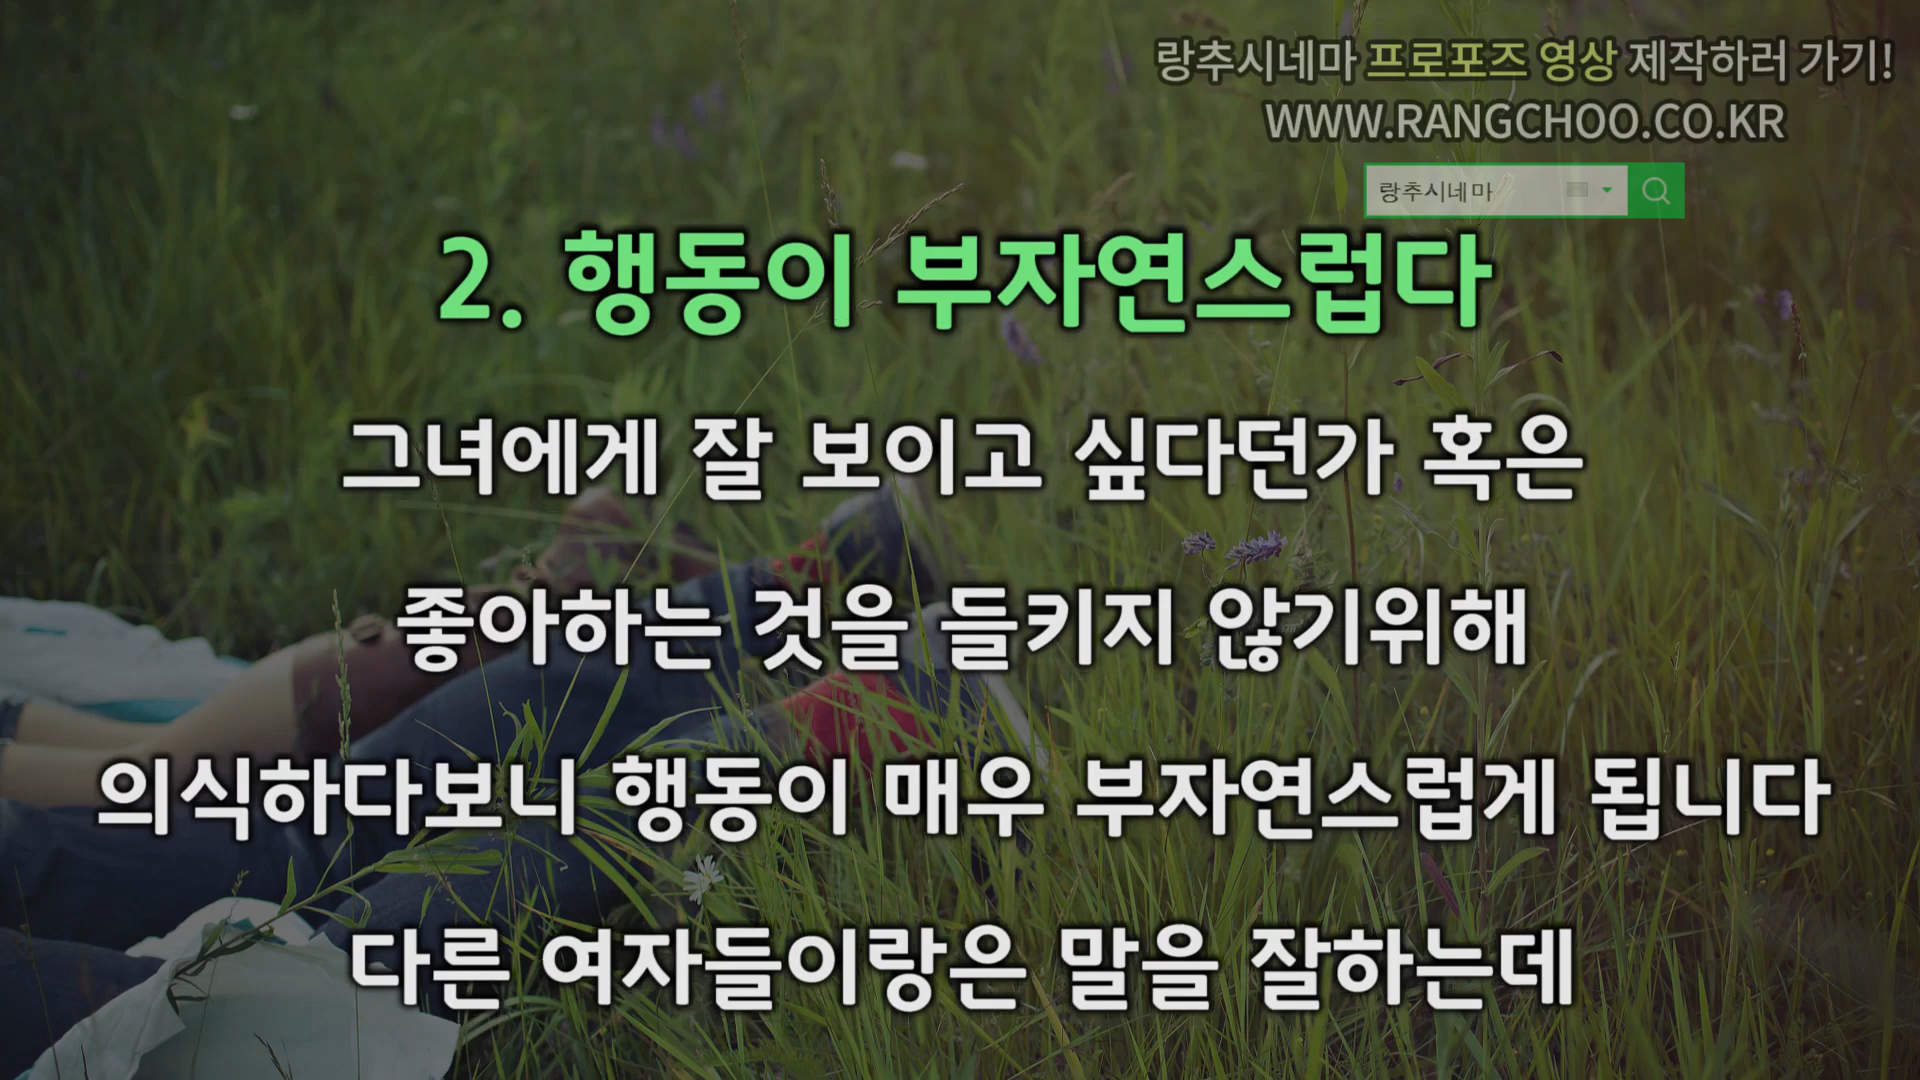 랑추시네마 프로포즈 영상 제작하러 가기!
WWW.RANGCHOO.CO.KR
랑추시네마
2. 행동이 부자연스럽다
그녀에게 잘 보이고 싶다던가 혹은
좋아하는 것을 들키지 않기위해
의식하다보니 행동이 매우 부자연스럽게 됩니다
다른 여자들이랑은 말을 잘하는데